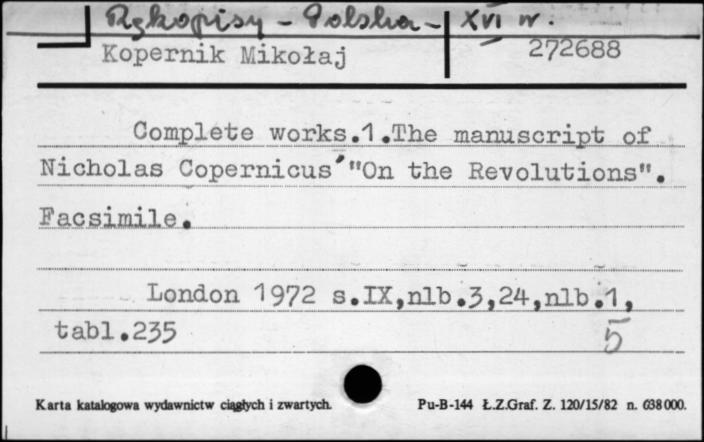 Rękopisy - Polska - XVI w.
Kopernik Mikołaj 272688
Complete works.1.The manuscript of
Nicholas Copernicus´"On the Revolutions".
Facsimile.
London 1972 s.IX,nlb.3,24,nlb.1,
tabl.235 5
Karta katalogowa wydawnictw ciągłych i zwartych. Pu-B-144 Ł.Z.Graf. Z. 120/15/82 n. 638 000.